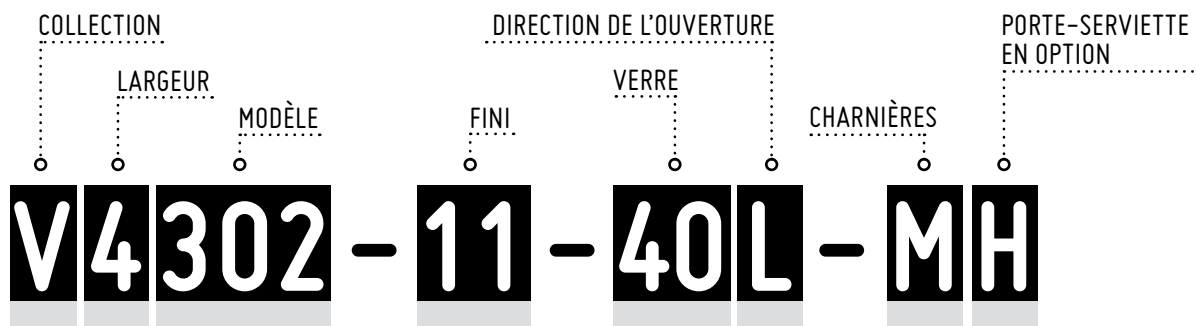 COLLECTION
LARGEUR
MODÈLE
FINI
DIRECTION DE L'OUVERTURE
VERRE
CHARNIÈRES
PORTE-SERVIETTE
EN OPTION
V4302-11-40L-MH